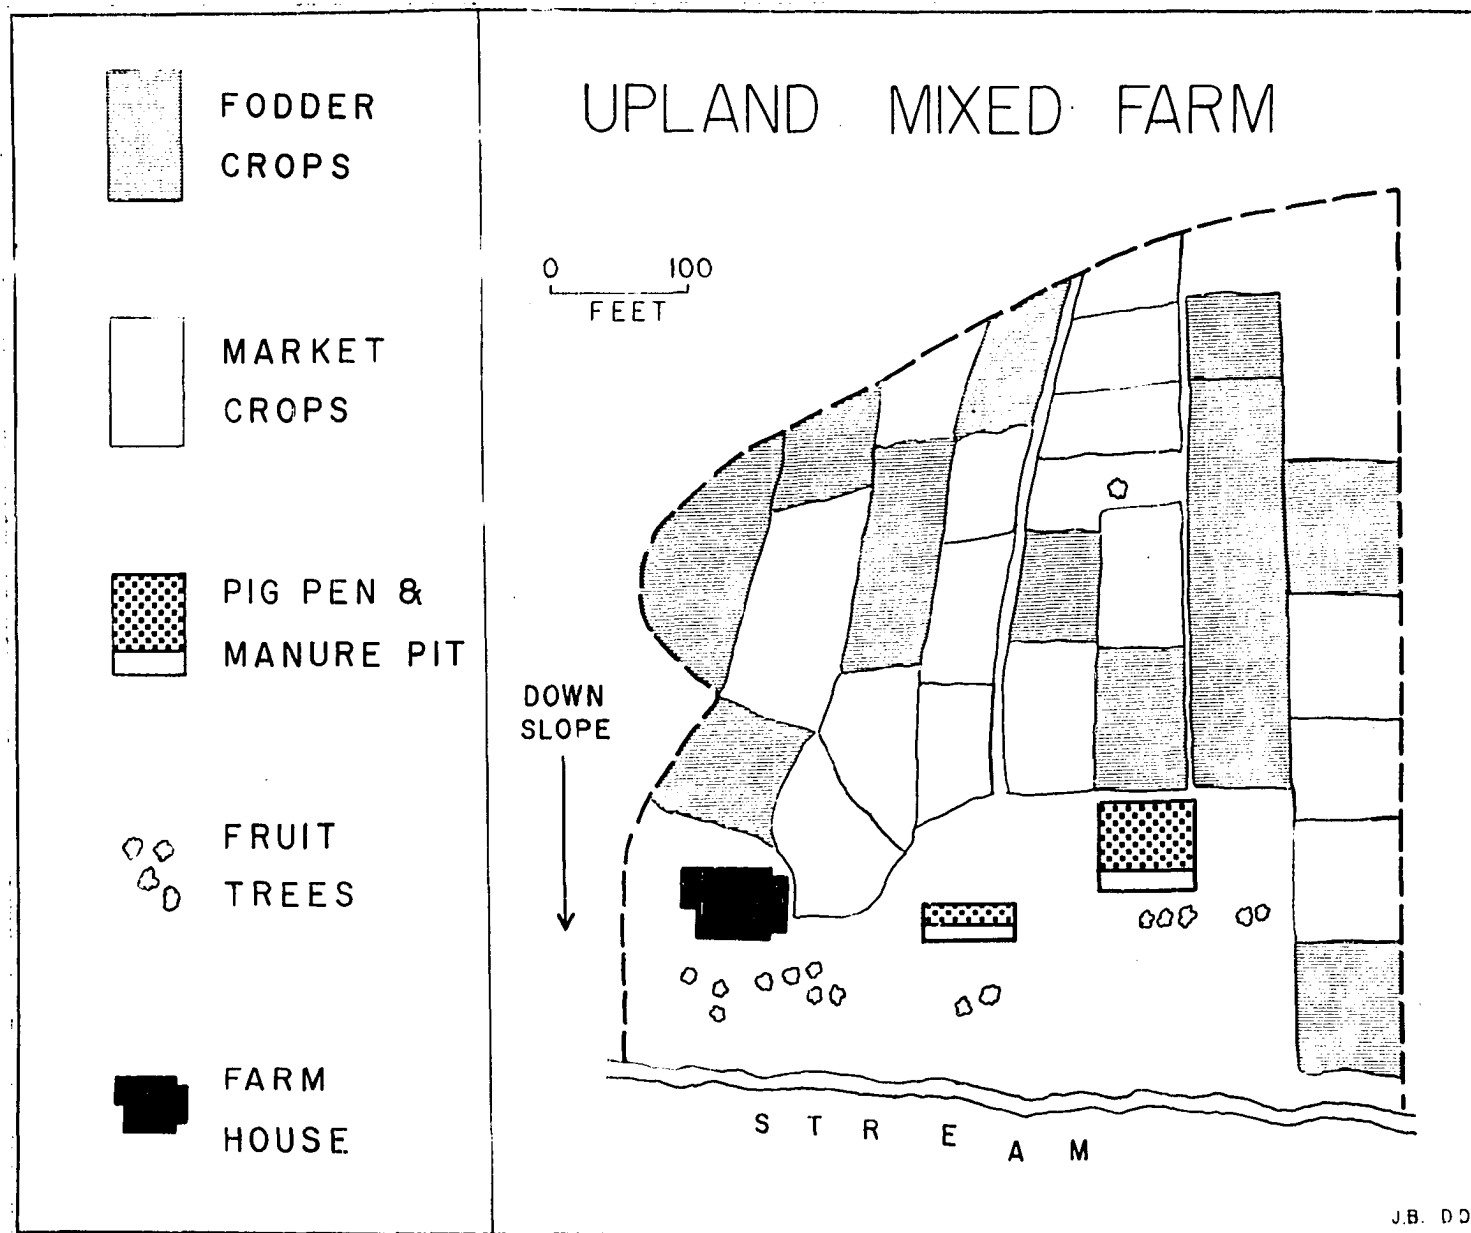 FODDER
CROPS
MARKET
CROPS
PIG PEN &
MANURE PIT
FRUIT
TREES
FARM
HOUSE
UPLAND MIXED FARM
0 100
FEET
DOWN
SLOPE
STREAM
J.B. DD